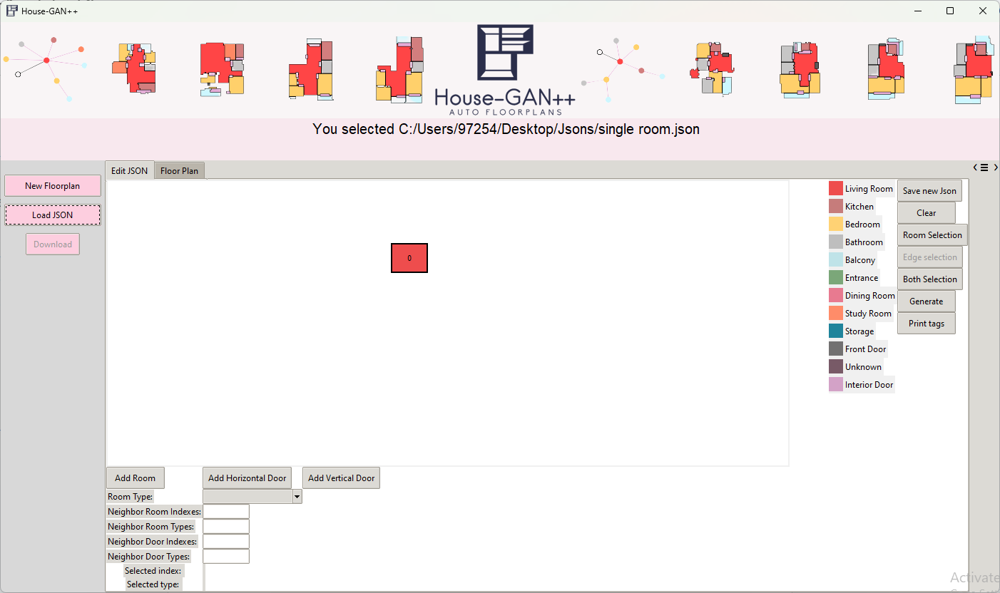 House-GAN++
House-GAN++
AUTO FLOORPLANS
You selected C:/Users/97254/Desktop/Jsons/single room.json
Edit JSON
Floor Plan
New Floorplan
Load JSON
Download
0
Living Room
Kitchen
Bedroom
Bathroom
Balcony
Entrance
Dining Room
Study Room
Storage
Front Door
Unknown
Interior Door
Save new Json
Clear
Room Selection
Edge selection
Both Selection
Generate
Print tags
Add Room
Add Horizontal Door
Add Vertical Door
Room Type:
Neighbor Room Indexes:
Neighbor Room Types:
Neighbor Door Indexes:
Neighbor Door Types:
Selected index:
Selected type:
Activate